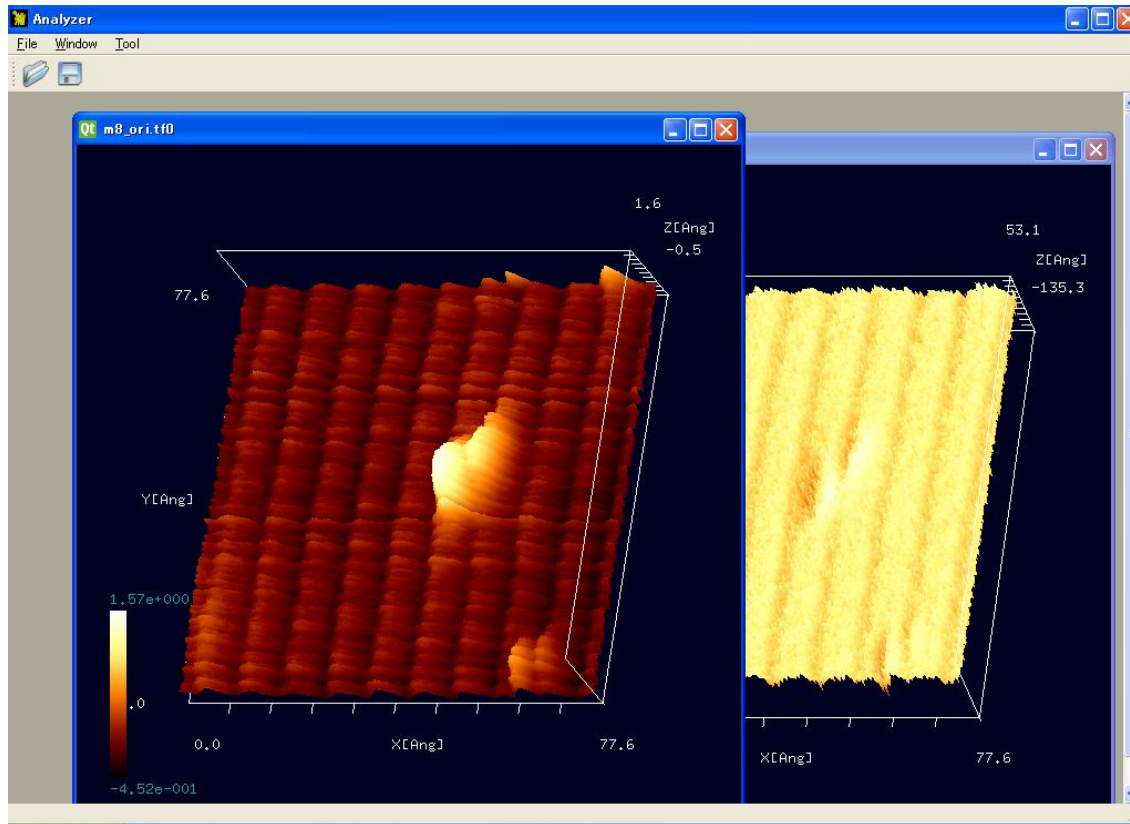 Analyzer
File Window Tool
m8_ori.tf0
1.6
Z[Ang]
-0.5
77.6
Y[Ang]
1.57e+000
.0
-4.52e-001
0.0 X[Ang] 77.6
53.1
Z[Ang]
-135.3
X[Ang] 77.6